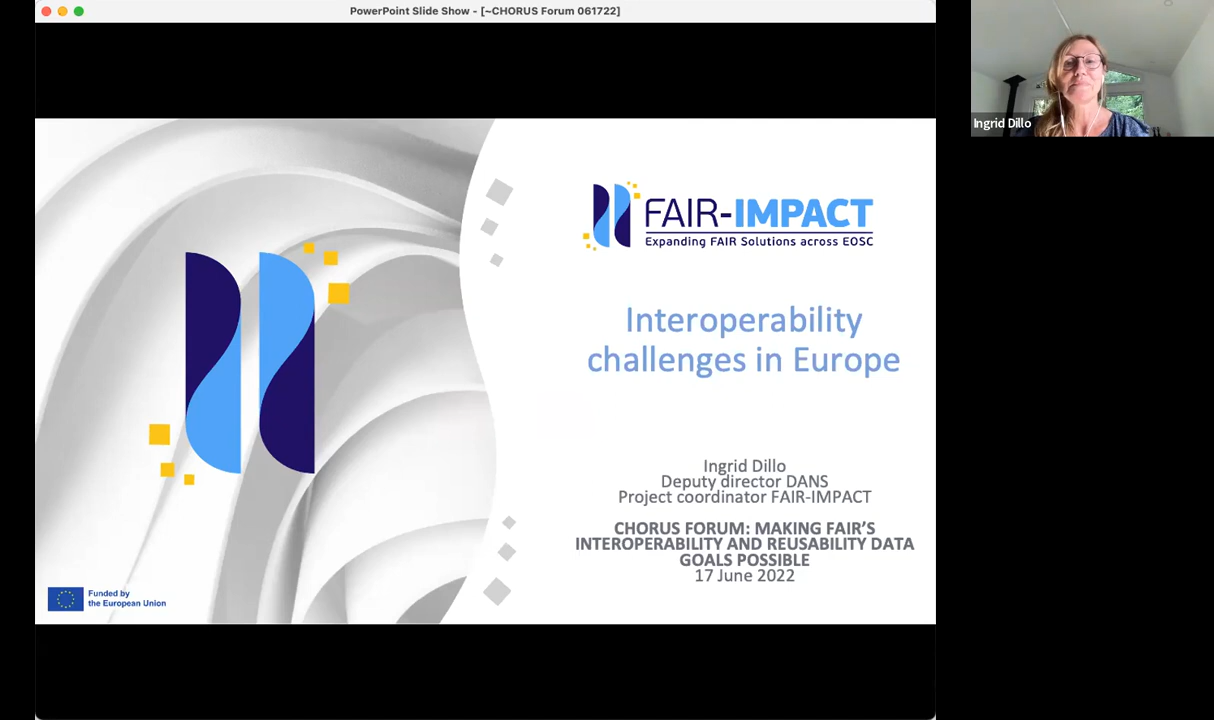 PowerPoint Slide Show - [~CHORUS Forum 061722]
Ingrid Dillo
FAIR-IMPACT
Expanding FAIR Solutions across EOSC
Interoperability
challenges in Europe
Ingrid Dillo
Deputy director DANS
Project coordinator FAIR-IMPACT
CHORUS FORUM: MAKING FAIR'S
INTEROPERABILITY AND REUSABILITY DATA
GOALS POSSIBLE
17 June 2022
Funded by
the European Union